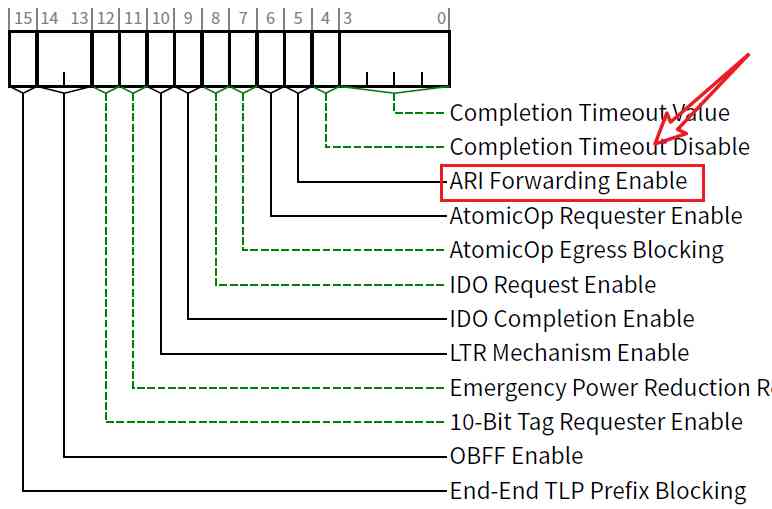 15 14 13 12 11 10 9 8 7 6 5 4 3 0
Completion Timeout Value
Completion Timeout Disable
ARI Forwarding Enable
AtomicOp Requester Enable
AtomicOp Egress Blocking
IDO Request Enable
IDO Completion Enable
LTR Mechanism Enable
Emergency Power Reduction
10-Bit Tag Requester Enable
OBFF Enable
End-End TLP Prefix Blocking